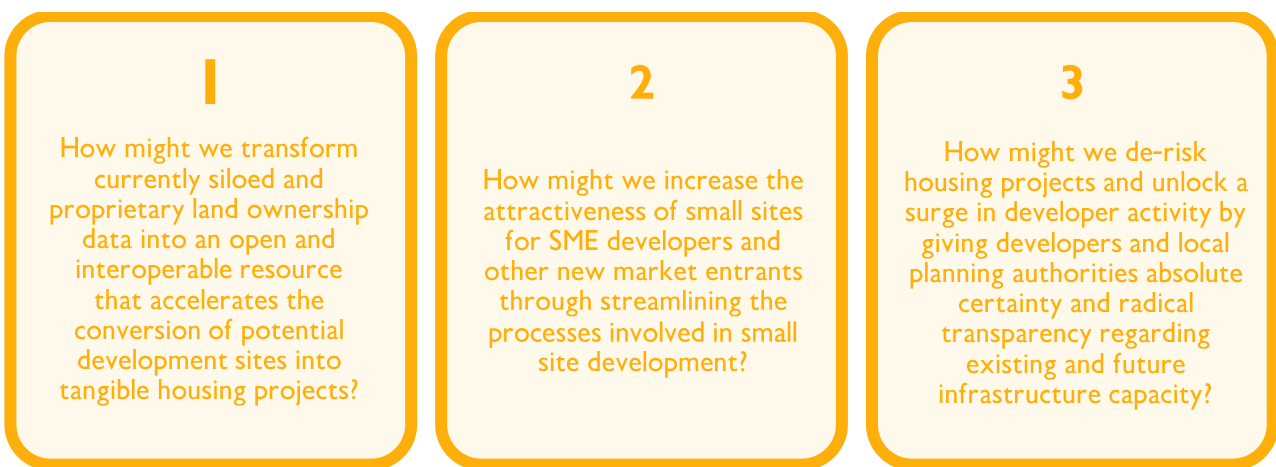 1
How might we transform
currently siloed and
proprietary land ownership
data into an open and
interoperable resource
that accelerates the
conversion of potential
development sites into
tangible housing projects?
2
How might we increase the
attractiveness of small sites
for SME developers and
other new market entrants
through streamlining the
processes involved in small
site development?
3
How might we de-risk
housing projects and unlock a
surge in developer activity by
giving developers and local
planning authorities absolute
certainty and radical
transparency regarding
existing and future
infrastructure capacity?